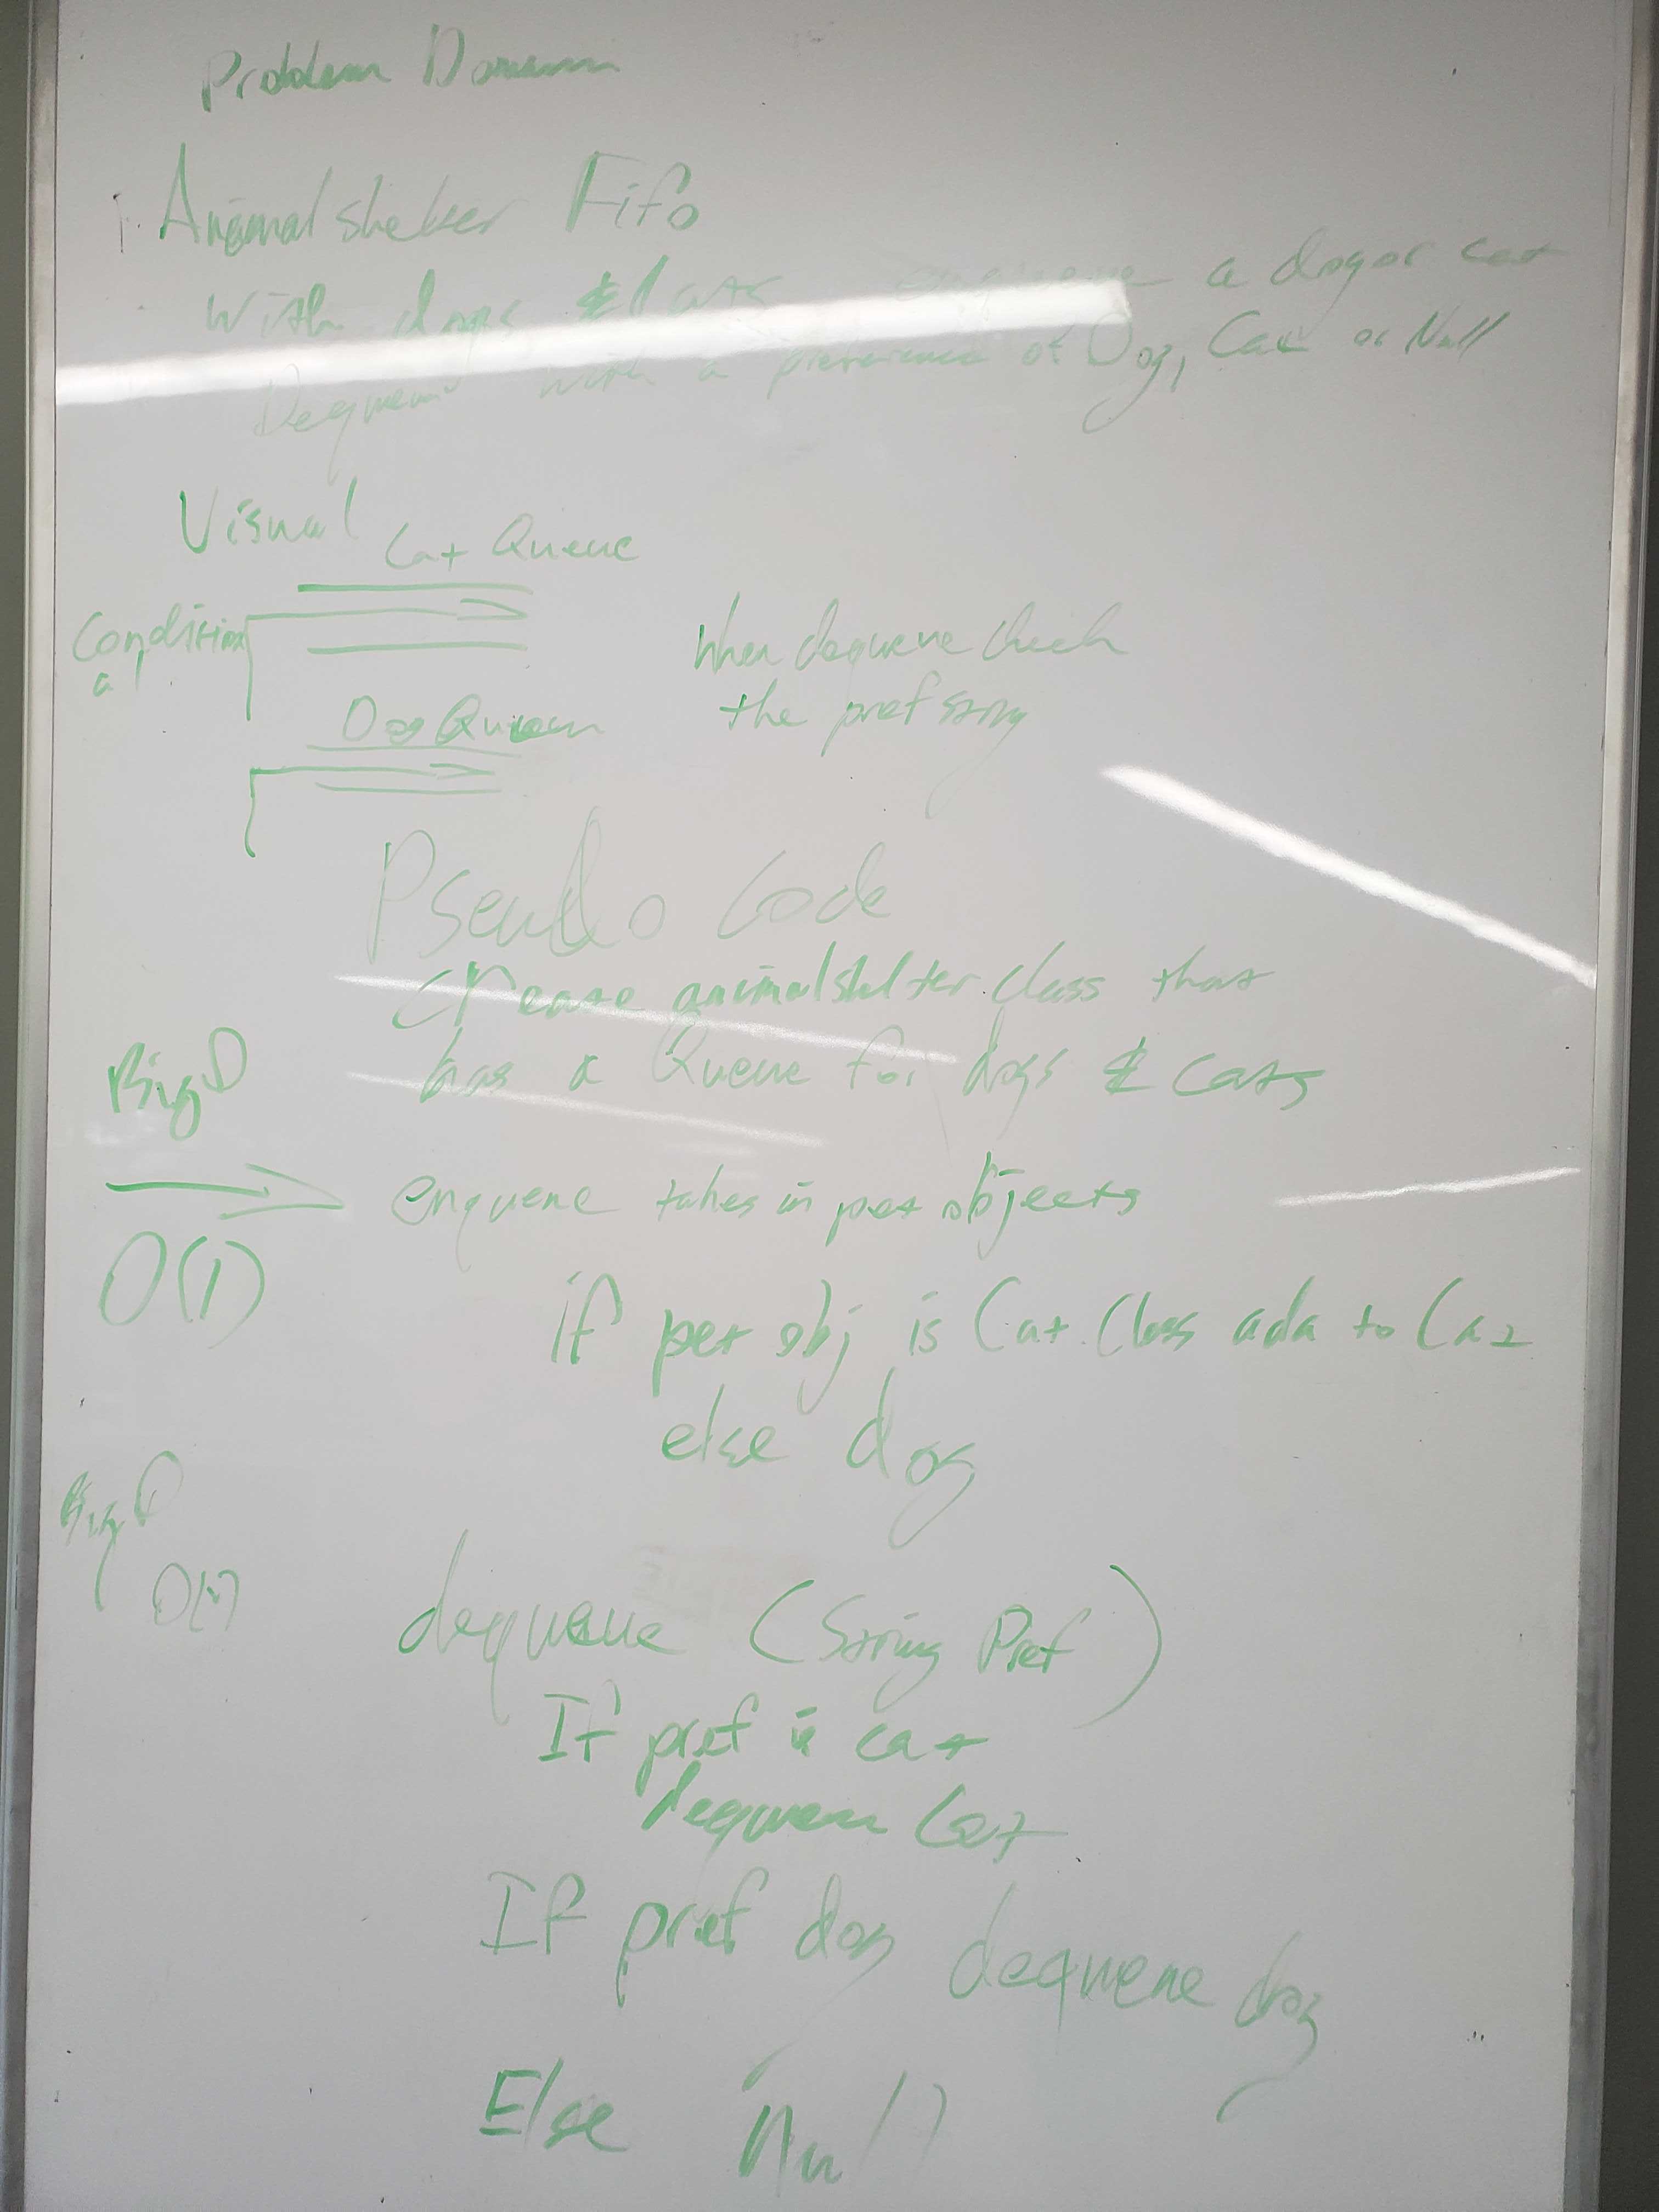 Problem Domain
Animalshelter Fifo
With dogs & Cats enqueue a dog or cat
Dequeue with a preference of Dog, Cat or Null
Visual
Cat Queue
Condition
al
When dequeue check
the pref string
Dog Queue
Pseudo Code
Create animalshelter class that
has a Queue for dogs & cats
Big O
enqueue takes in pet objects
O(1)
if pet obj is Cat Class add to Cat
else dog
Big O
O(1)
dequeue (String Pref)
If pref is cat
dequeue Cat
If pref dog dequeue dog
Else null